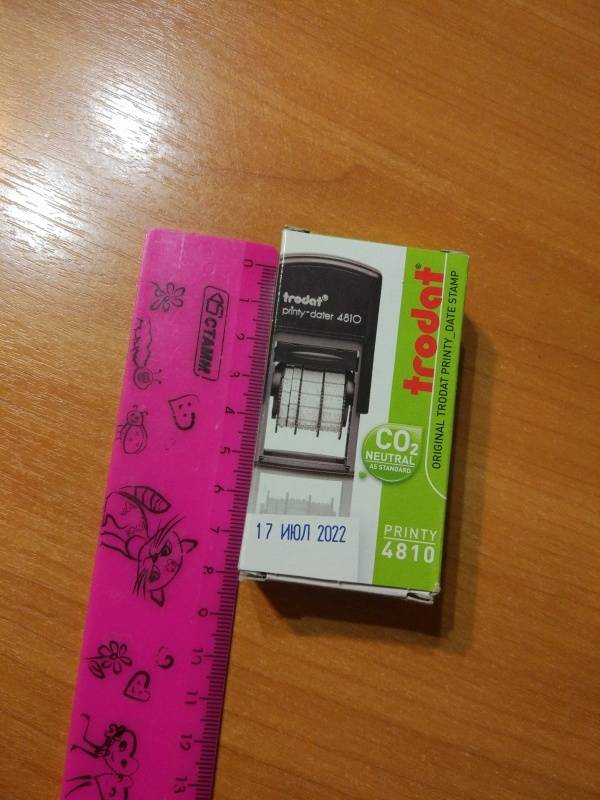 0
1
2
3
4
5
6
7
8
9
10
11
12
13
СТАММ
trodat®
printy-dater 4810
trodat®
ORIGINAL TRODAT PRINTY_DATE STAMP
CO2
NEUTRAL
AS STANDARD
17 ИЮЛ 2022
PRINTY
4810